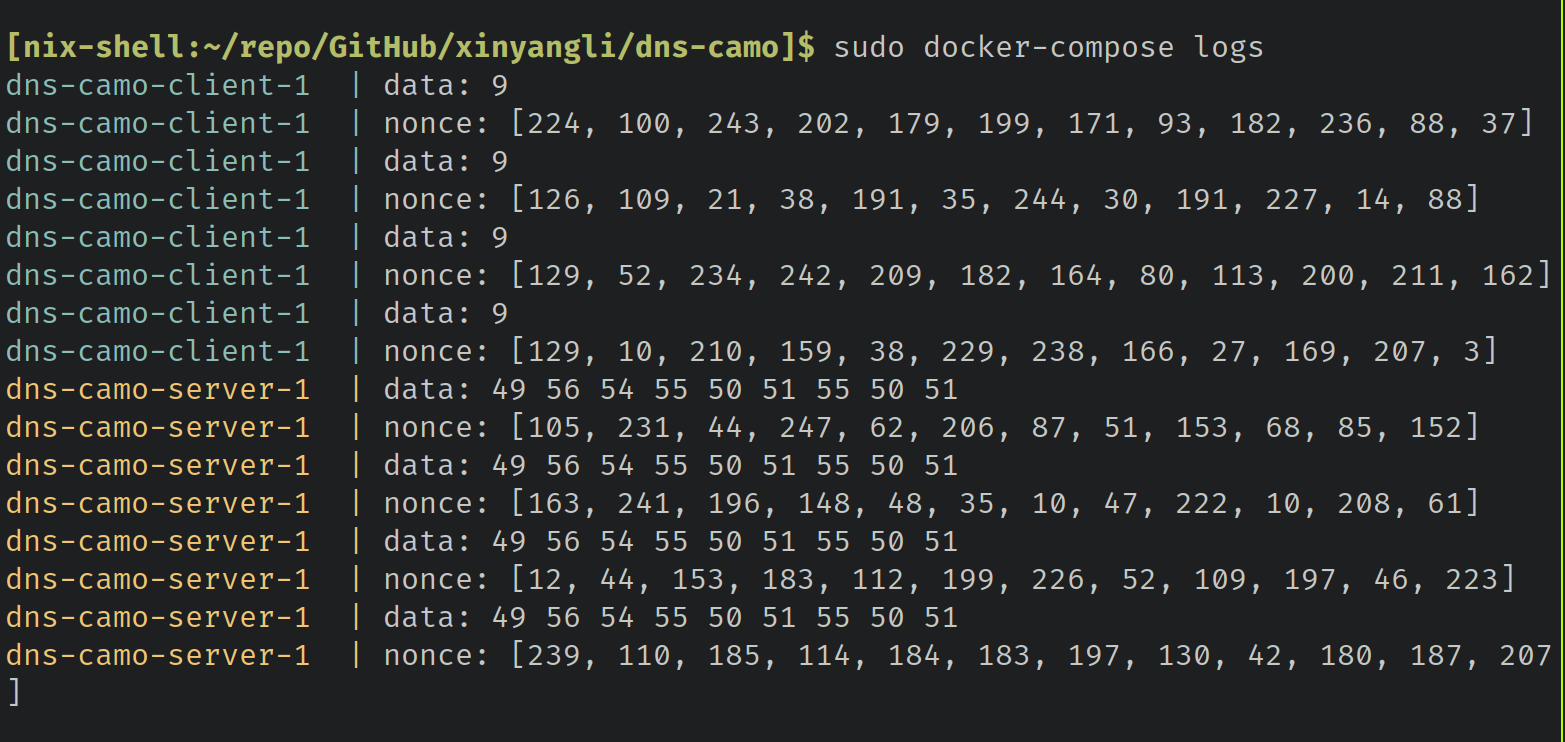 [nix-shell:~/repo/GitHub/xinyangli/dns-camo]$ sudo docker-compose logs
dns-camo-client-1  | data: 9
dns-camo-client-1  | nonce: [224, 100, 243, 202, 179, 199, 171, 93, 182, 236, 88, 37]
dns-camo-client-1  | data: 9
dns-camo-client-1  | nonce: [126, 109, 21, 38, 191, 35, 244, 30, 191, 227, 14, 88]
dns-camo-client-1  | data: 9
dns-camo-client-1  | nonce: [129, 52, 234, 242, 209, 182, 164, 80, 113, 200, 211, 162]
dns-camo-client-1  | data: 9
dns-camo-client-1  | nonce: [129, 10, 210, 159, 38, 229, 238, 166, 27, 169, 207, 3]
dns-camo-server-1  | data: 49 56 54 55 50 51 55 50 51
dns-camo-server-1  | nonce: [105, 231, 44, 247, 62, 206, 87, 51, 153, 68, 85, 152]
dns-camo-server-1  | data: 49 56 54 55 50 51 55 50 51
dns-camo-server-1  | nonce: [163, 241, 196, 148, 48, 35, 10, 47, 222, 10, 208, 61]
dns-camo-server-1  | data: 49 56 54 55 50 51 55 50 51
dns-camo-server-1  | nonce: [12, 44, 153, 183, 112, 199, 226, 52, 109, 197, 46, 223]
dns-camo-server-1  | data: 49 56 54 55 50 51 55 50 51
dns-camo-server-1  | nonce: [239, 110, 185, 114, 184, 183, 197, 130, 42, 180, 187, 207
]